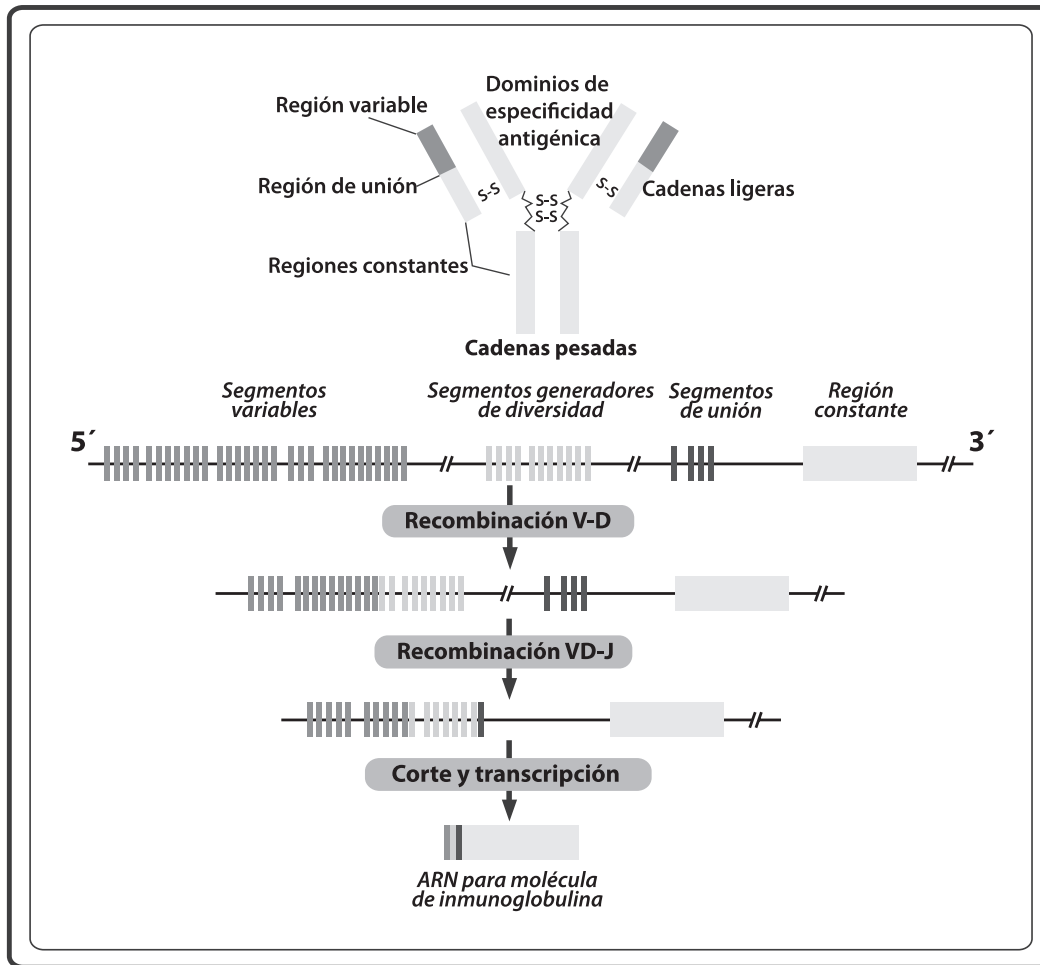 Dominios de
especificidad
antigénica
Región variable
Región de unión
S-S
S-S
S-S
S-S
Cadenas ligeras
Regiones constantes
Cadenas pesadas
Segmentos
variables
Segmentos generadores
de diversidad
Segmentos
de unión
Región
constante
5´
3´
Recombinación V-D
Recombinación VD-J
Corte y transcripción
ARN para molécula
de inmunoglobulina